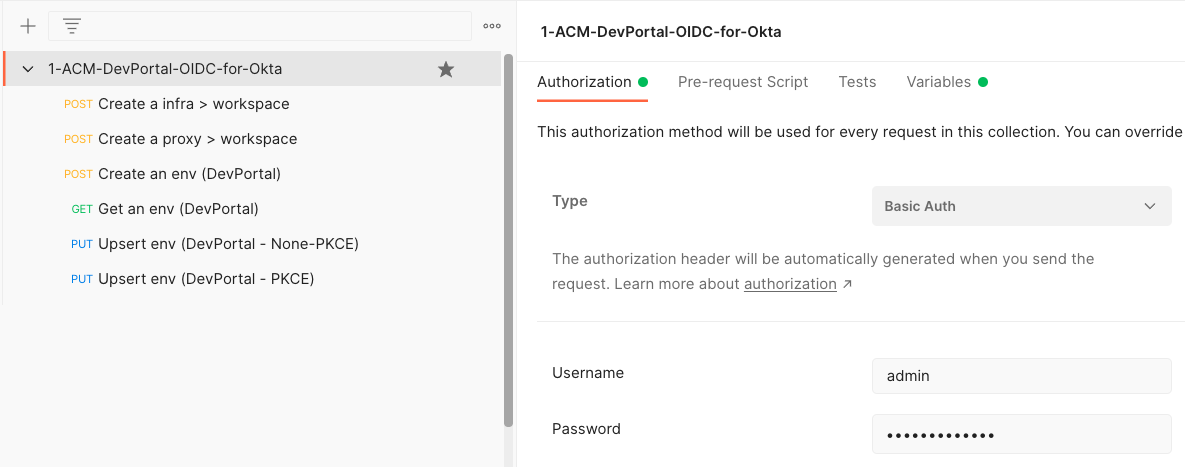 1-ACM-DevPortal-OIDC-for-Okta
POST Create a infra > workspace
POST Create a proxy > workspace
POST Create an env (DevPortal)
GET Get an env (DevPortal)
PUT Upsert env (DevPortal - None-PKCE)
PUT Upsert env (DevPortal - PKCE)
1-ACM-DevPortal-OIDC-for-Okta
Authorization Pre-request Script Tests Variables
This authorization method will be used for every request in this collection. You can override
Type Basic Auth
The authorization header will be automatically generated when you send the
request. Learn more about authorization ↗
Username admin
Password •••••••••••••